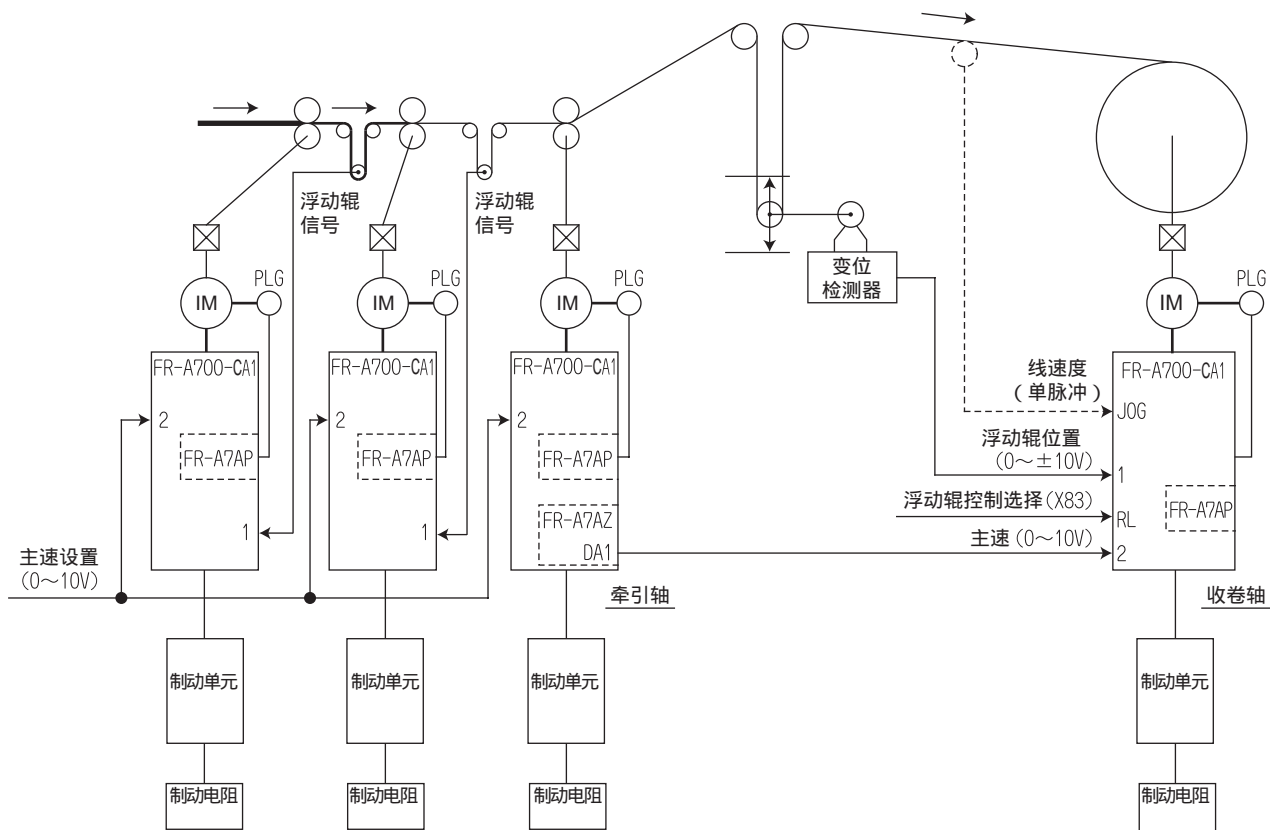 浮动辊
信号
浮动辊
信号
变位
检测器
PLG
PLG
PLG
PLG
IM
IM
IM
IM
FR-A700-CA1
FR-A700-CA1
FR-A700-CA1
FR-A700-CA1
2
2
2
FR-A7AP
FR-A7AP
FR-A7AP
FR-A7AP
FR-A7AZ
DA1
1
1
线速度
(单脉冲)
JOG
浮动辊位置
(0～±10V)
1
浮动辊控制选择(X83)
RL
主速(0～10V)
2
主速设置
(0～10V)
牵引轴
收卷轴
制动单元
制动单元
制动单元
制动单元
制动电阻
制动电阻
制动电阻
制动电阻